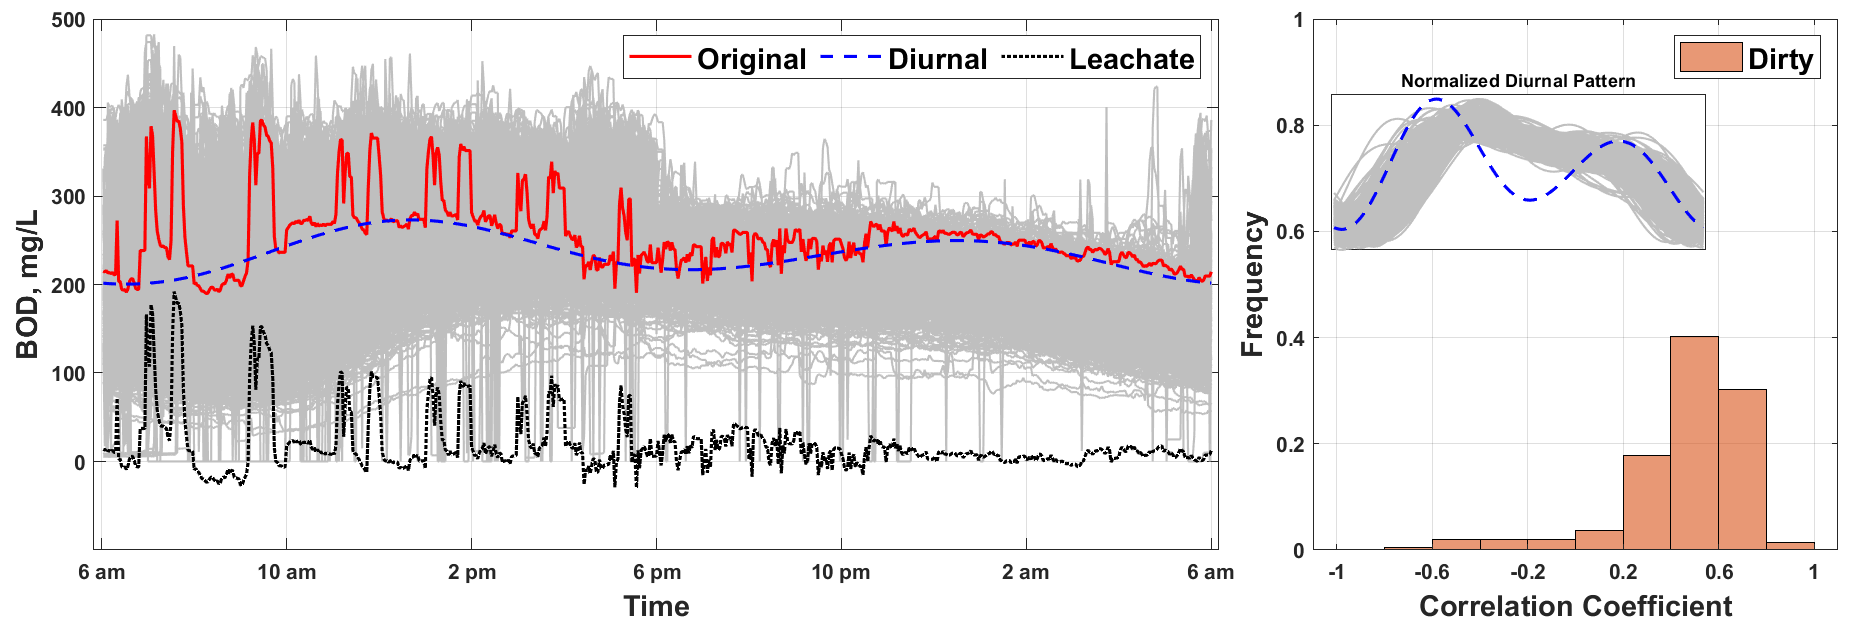 500
400
300
200
100
0
BOD, mg/L
Original Diurnal Leachate
6 am 10 am 2 pm 6 pm 10 pm 2 am 6 am
Time
1
0.8
0.6
0.4
0.2
0
Frequency
Dirty
Normalized Diurnal Pattern
-1 -0.6 -0.2 0.2 0.6 1
Correlation Coefficient